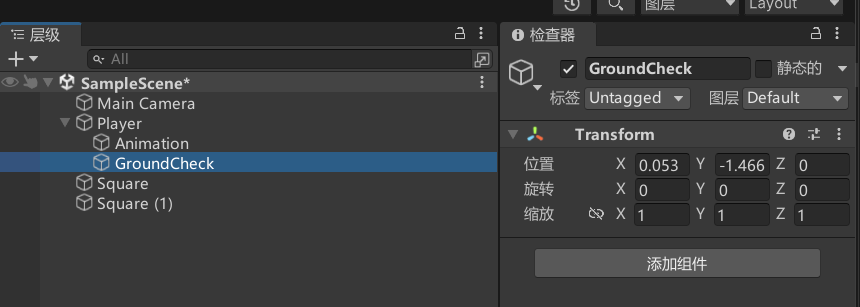 图层 Layout
层级
All
SampleScene*
Main Camera
Player
Animation
GroundCheck
Square
Square (1)
检查器
GroundCheck 静态的
标签 Untagged 图层 Default
Transform
位置 X 0.053 Y -1.466 Z 0
旋转 X 0 Y 0 Z 0
缩放 X 1 Y 1 Z 1
添加组件